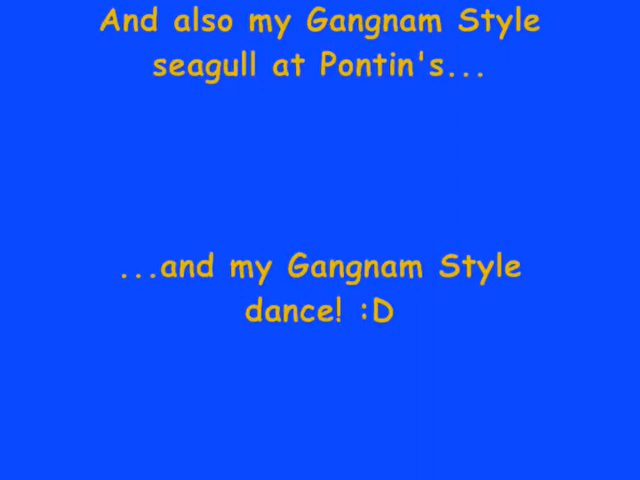 And also my Gangnam Style
seagull at Pontin's...
...and my Gangnam Style
dance! :D